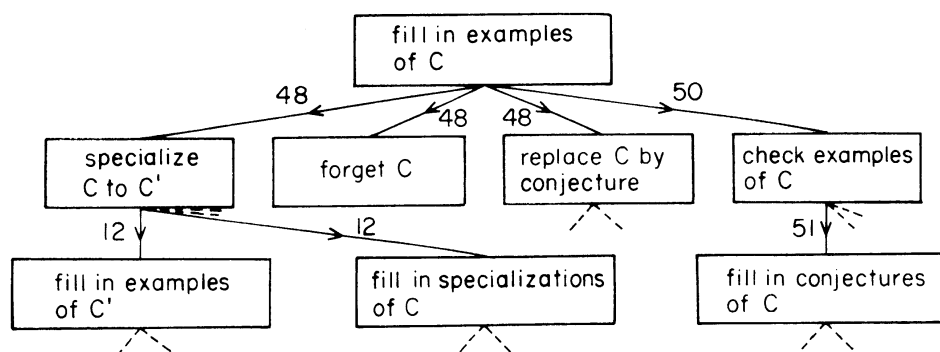 fill in examples
of C
48
48
48
50
specialize
C to C'
forget C
replace C by
conjecture
check examples
of C
12
12
51
fill in examples
of C'
fill in specializations
of C
fill in conjectures
of C